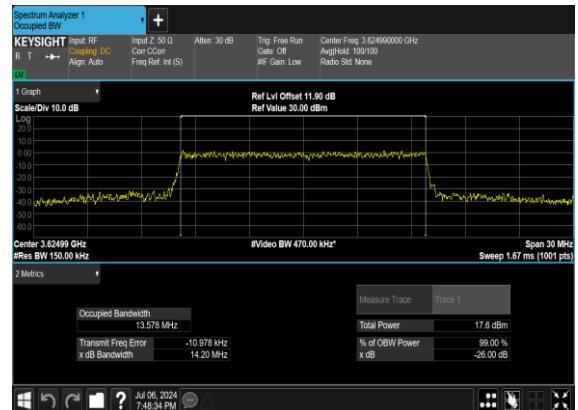 Spectrum Analyzer 1
Occupied BW
+
KEYSIGHT Input: RF Input Z: 50 Ω Atten: 30 dB Trig: Free Run Center Freq: 3.624990000 GHz
R T Coupling: DC Corr CCorr Gate: Off Avg|Hold: 100/100
Align: Auto Freq Ref: Int (S) #IF Gain: Low Radio Std: None
1 Graph
Ref Lvl Offset 11.90 dB
Scale/Div 10.0 dB Ref Value 30.00 dBm
Log
20.0
10.0
0.00
-10.0
-20.0
-30.0
-40.0
-50.0
-60.0
Center 3.62499 GHz #Video BW 470.00 kHz* Span 30 MHz
#Res BW 150.00 kHz Sweep 1.67 ms (1001 pts)
2 Metrics
Measure Trace Trace 1
Occupied Bandwidth
13.578 MHz Total Power 17.6 dBm
Transmit Freq Error -10.978 kHz % of OBW Power 99.00 %
x dB Bandwidth 14.20 MHz x dB -26.00 dB
? Jul 06, 2024
7:48:34 PM